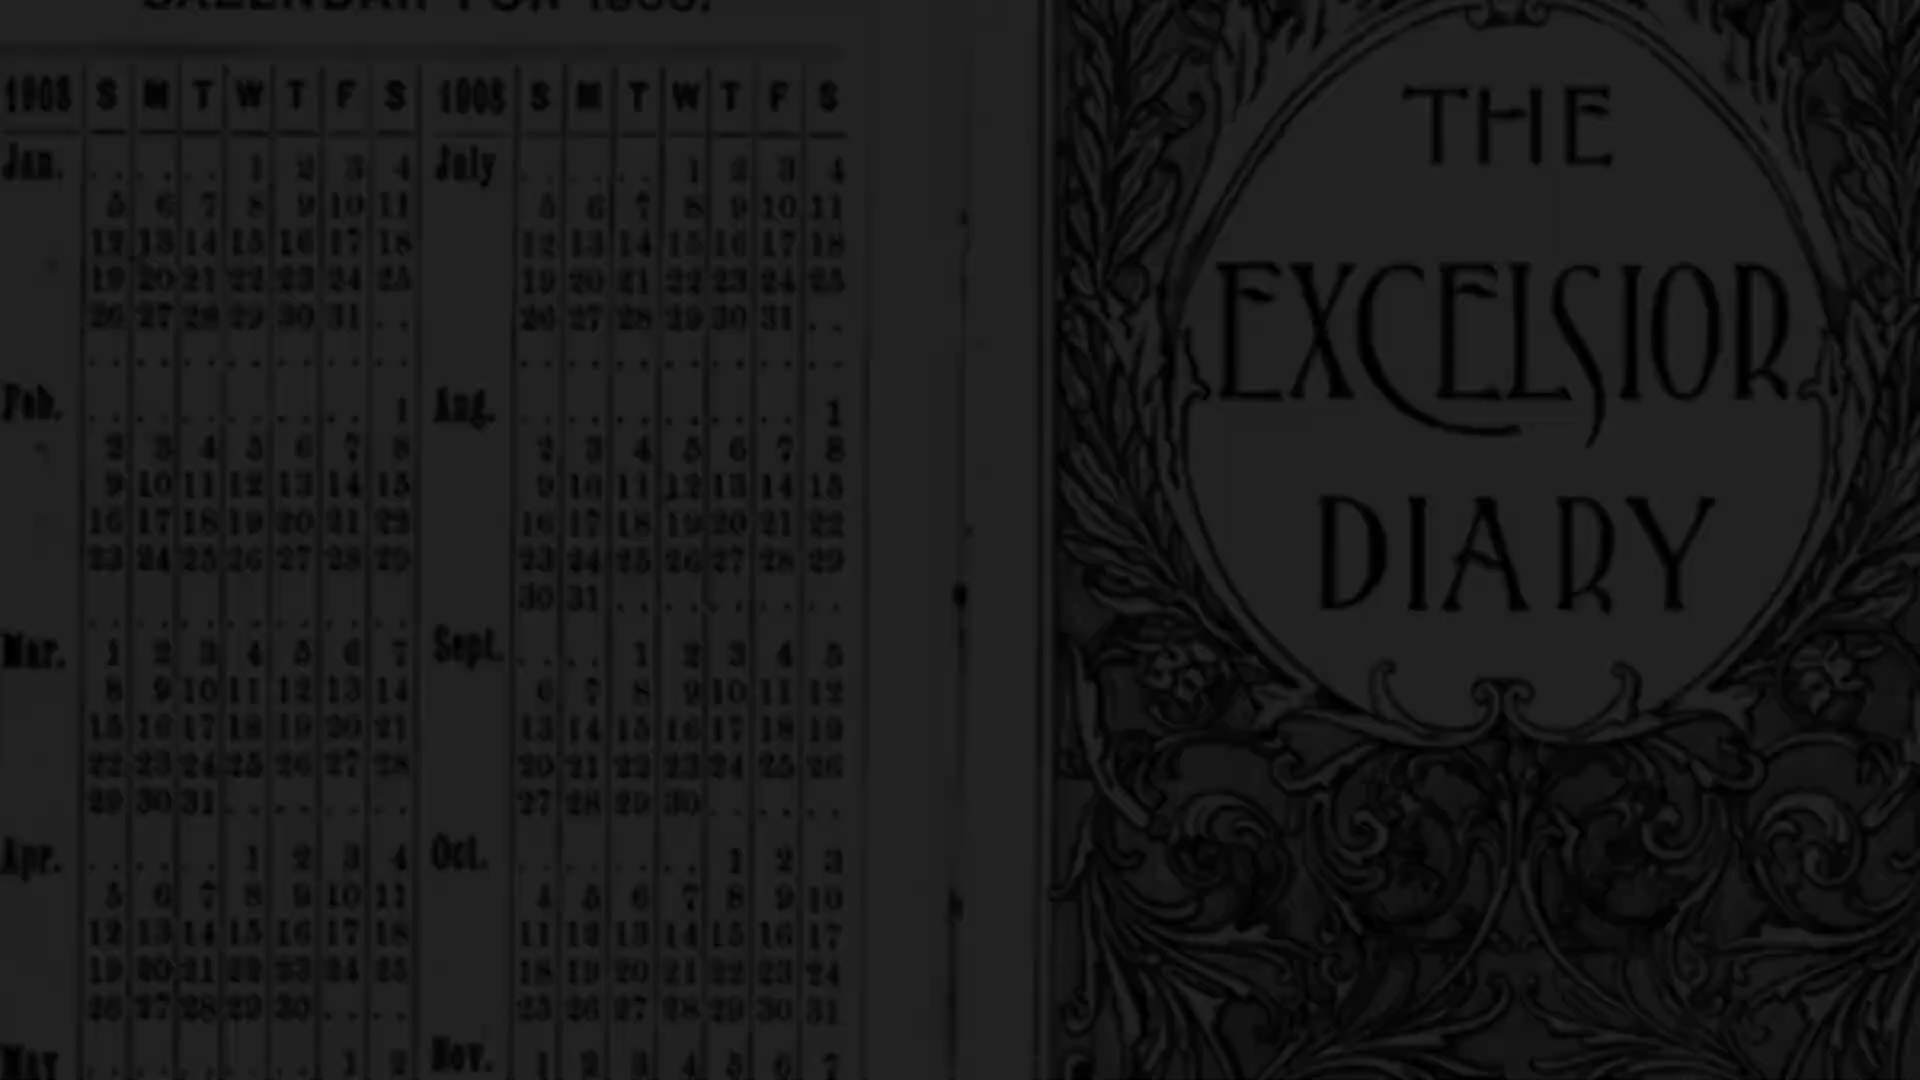 CALENDAR FOR 1908.
1908 S M T W T F S
Jan. .. .. .. 1 2 3 4
5 6 7 8 9 10 11
12 13 14 15 16 17 18
19 20 21 22 23 24 25
26 27 28 29 30 31 ..
Feb. .. .. .. .. .. .. 1
2 3 4 5 6 7 8
9 10 11 12 13 14 15
16 17 18 19 20 21 22
23 24 25 26 27 28 29
Mar. 1 2 3 4 5 6 7
8 9 10 11 12 13 14
15 16 17 18 19 20 21
22 23 24 25 26 27 28
29 30 31 .. .. .. ..
Apr. .. .. .. 1 2 3 4
5 6 7 8 9 10 11
12 13 14 15 16 17 18
19 20 21 22 23 24 25
26 27 28 29 30 .. ..
May .. .. .. .. .. 1 2
1908 S M T W T F S
July .. .. .. 1 2 3 4
5 6 7 8 9 10 11
12 13 14 15 16 17 18
19 20 21 22 23 24 25
26 27 28 29 30 31 ..
Aug. .. .. .. .. .. .. 1
2 3 4 5 6 7 8
9 10 11 12 13 14 15
16 17 18 19 20 21 22
23 24 25 26 27 28 29
30 31 .. .. .. .. ..
Sept. .. .. 1 2 3 4 5
6 7 8 9 10 11 12
13 14 15 16 17 18 19
20 21 22 23 24 25 26
27 28 29 30 .. .. ..
Oct. .. .. .. .. 1 2 3
4 5 6 7 8 9 10
11 12 13 14 15 16 17
18 19 20 21 22 23 24
25 26 27 28 29 30 31
Nov. 1 2 3 4 5 6 7
THE
EXCELSIOR
DIARY